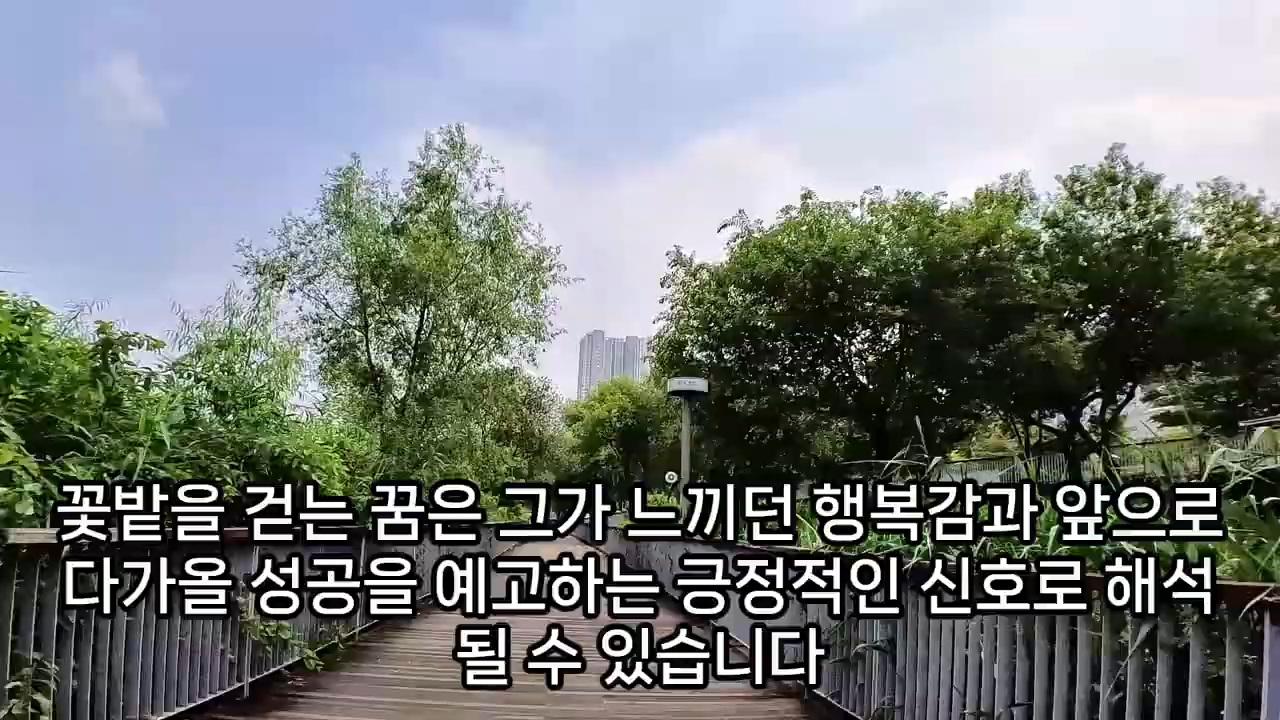 꽃밭을 걷는 꿈은 그가 느끼던 행복감과 앞으로
다가올 성공을 예고하는 긍정적인 신호로 해석
될 수 있습니다